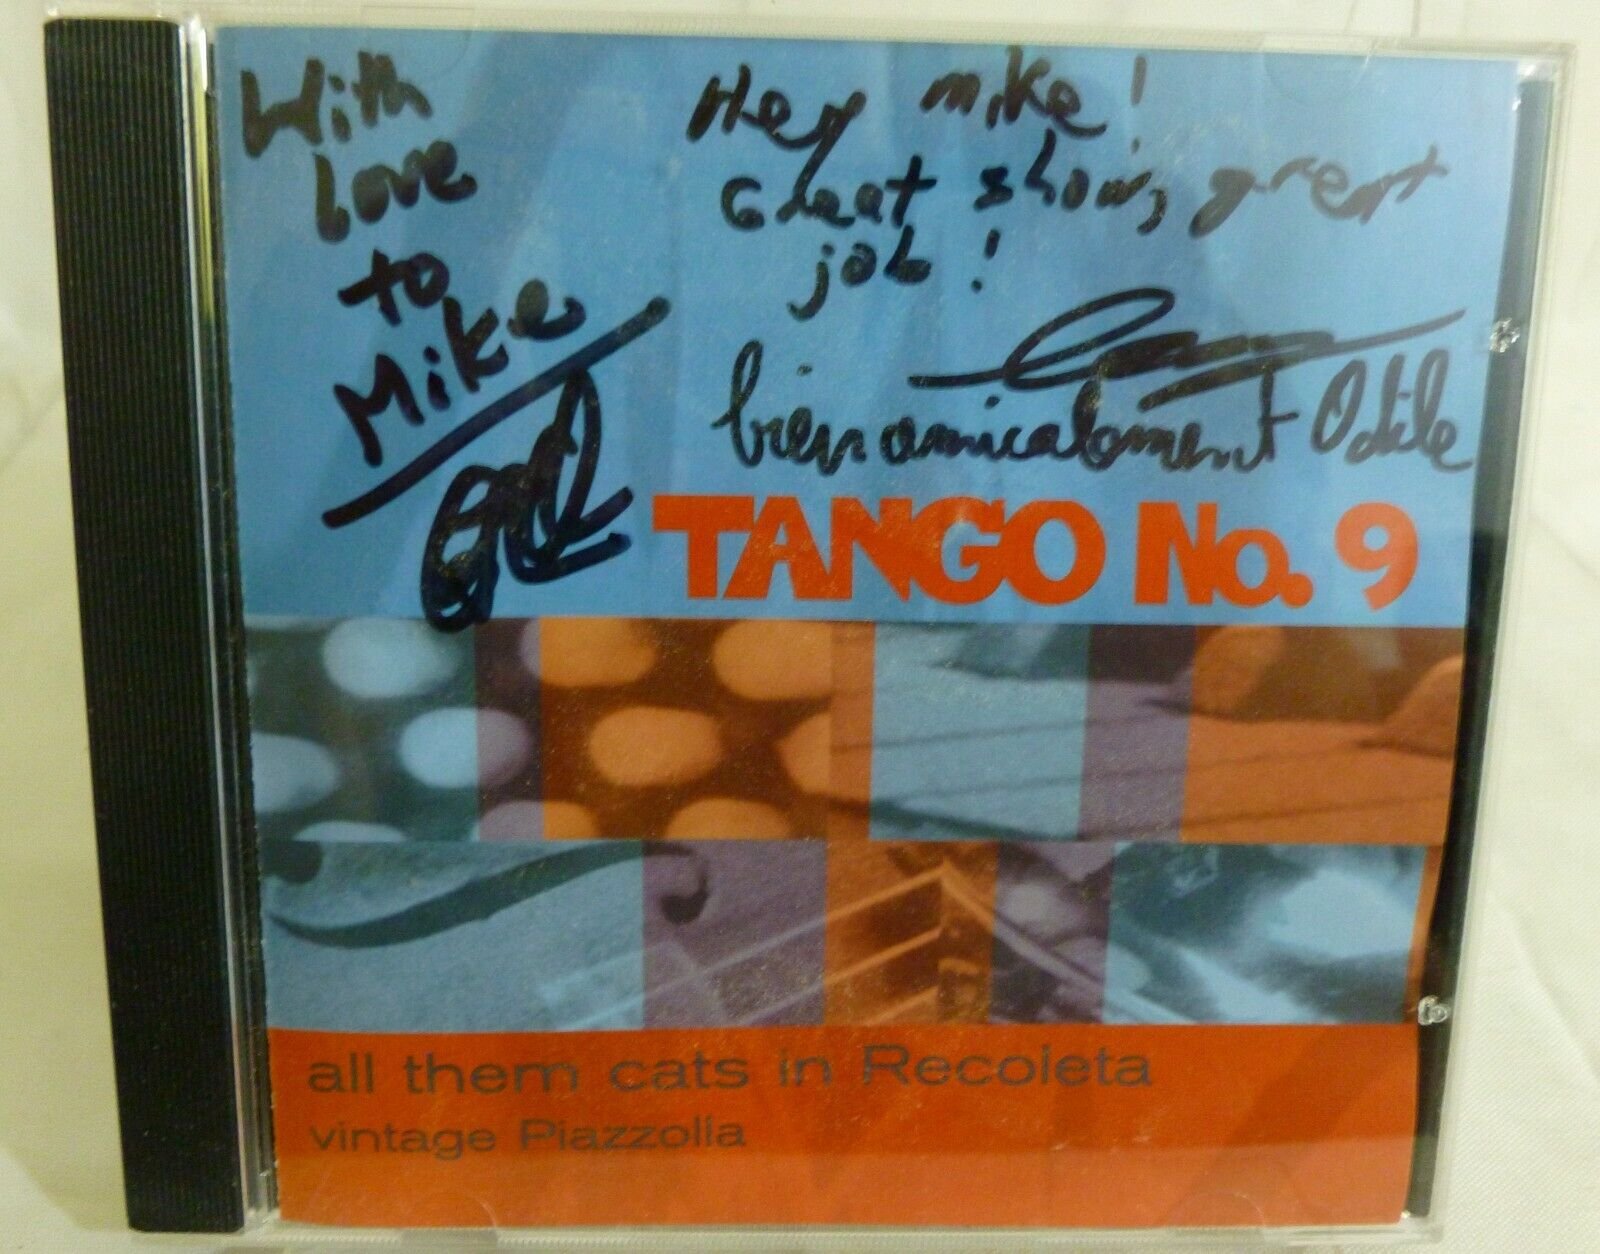 With
love
to
Mike
Hey mike!
Great show, great
job!
bien amicalement Odile
TANGO No. 9
all them cats in Recoleta
vintage Piazzolla